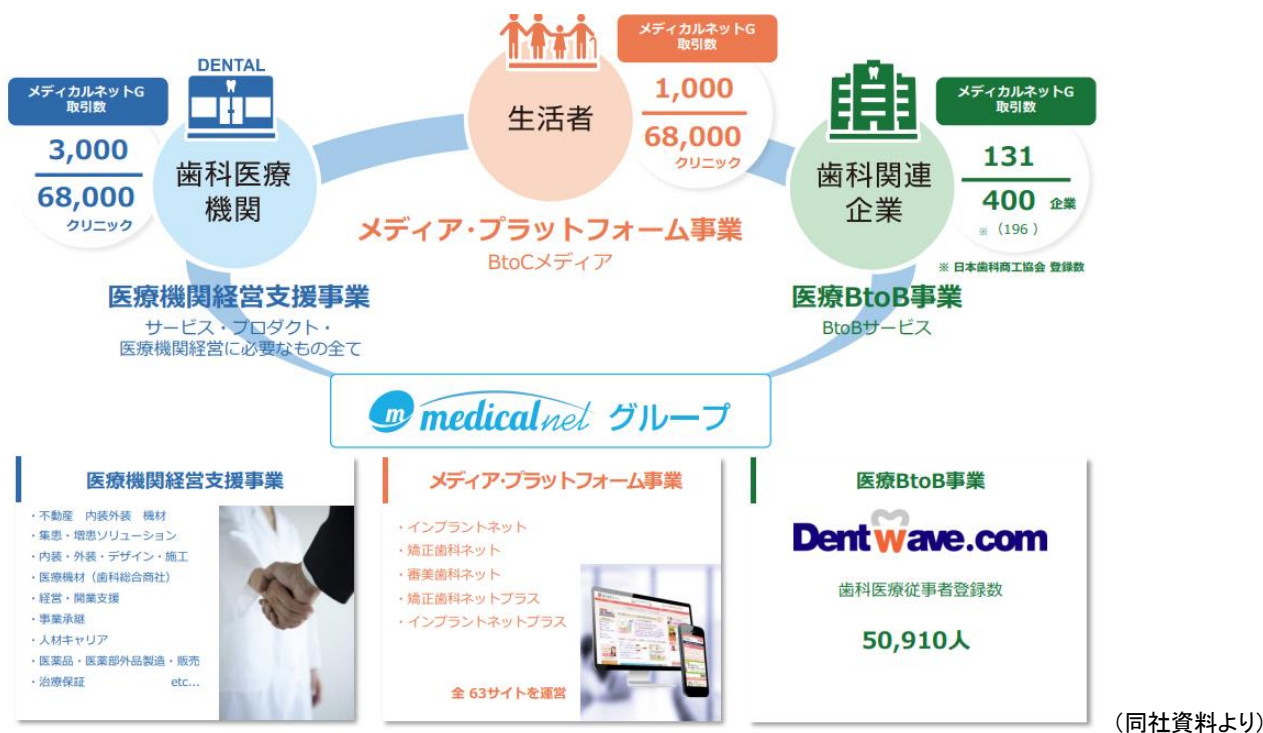 DENTAL
メディカルネットG
取引数
3,000
68,000
クリニック
歯科医療
機関
医療機関経営支援事業
サービス・プロダクト・
医療機関経営に必要なもの全て
生活者
メディカルネットG
取引数
1,000
68,000
クリニック
メディア・プラットフォーム事業
BtoCメディア
歯科関連
企業
メディカルネットG
取引数
131
400 企業
※ (196 )
※ 日本歯科商工協会 登録数
医療BtoB事業
BtoBサービス
m medicalnet グループ
医療機関経営支援事業
・不動産 内装外装 機材
・集患・増患ソリューション
・内装・外装・デザイン・施工
・医療機材（歯科総合商社）
・経営・開業支援
・事業承継
・人材キャリア
・医薬品・医薬部外品製造・販売
・治療保証 etc...
メディア・プラットフォーム事業
・インプラントネット
・矯正歯科ネット
・審美歯科ネット
・矯正歯科ネットプラス
・インプラントネットプラス
全 63サイトを運営
医療BtoB事業
Dentwave.com
歯科医療従事者登録数
50,910人
（同社資料より）